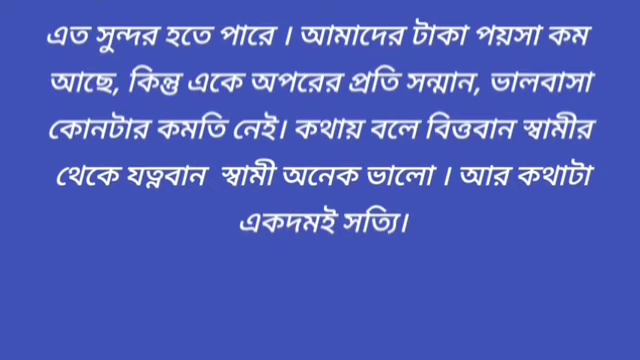 এত সুন্দর হতে পারে । আমাদের টাকা পয়সা কম
আছে, কিন্তু একে অপরের প্রতি সন্মান, ভালবাসা
কোনটার কমতি নেই। কথায় বলে বিত্তবান স্বামীর
থেকে যত্নবান স্বামী অনেক ভালো । আর কথাটা
একদমই সত্যি।